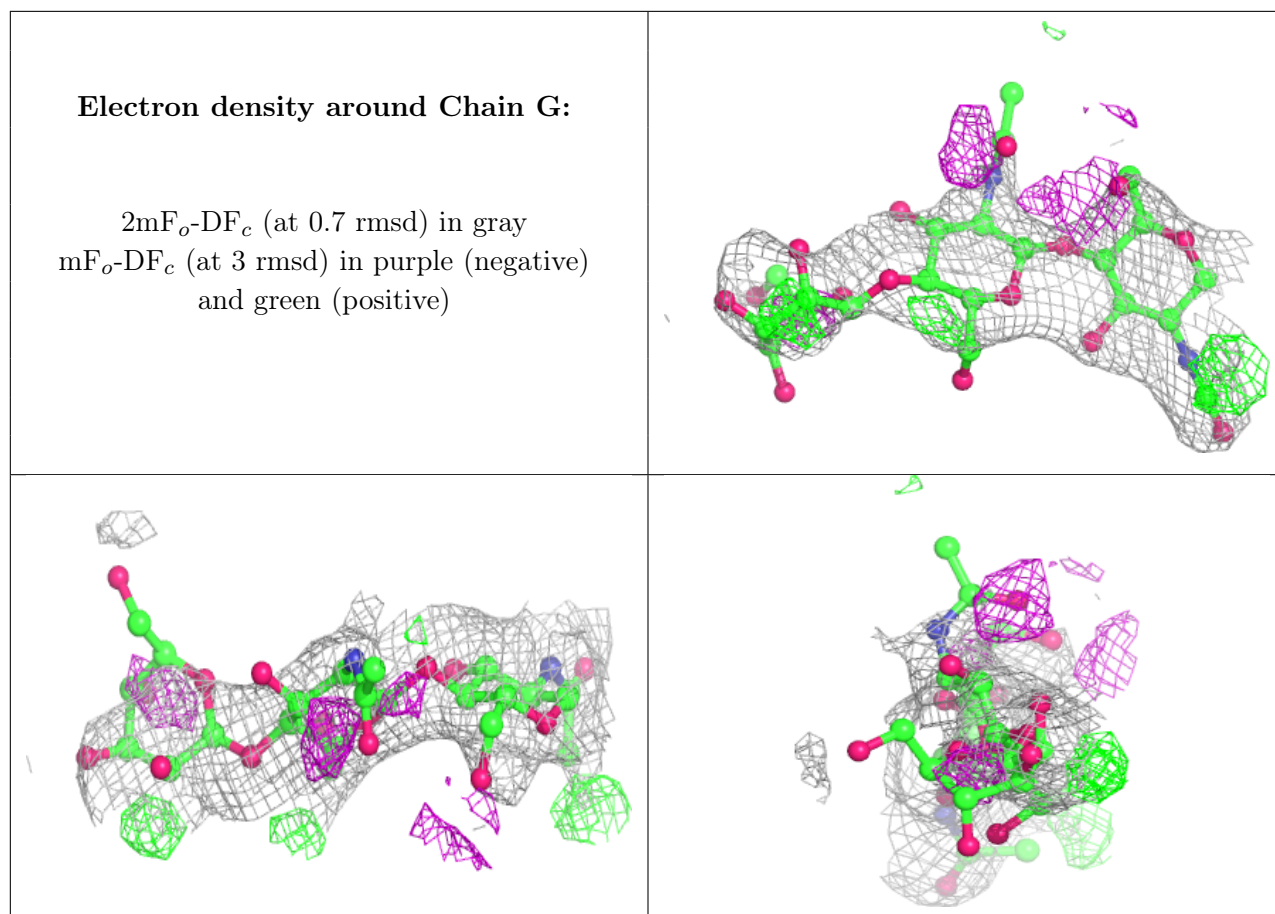 Electron density around Chain G:
2mFₒ-DF𝒸 (at 0.7 rmsd) in gray
mFₒ-DF𝒸 (at 3 rmsd) in purple (negative)
and green (positive)